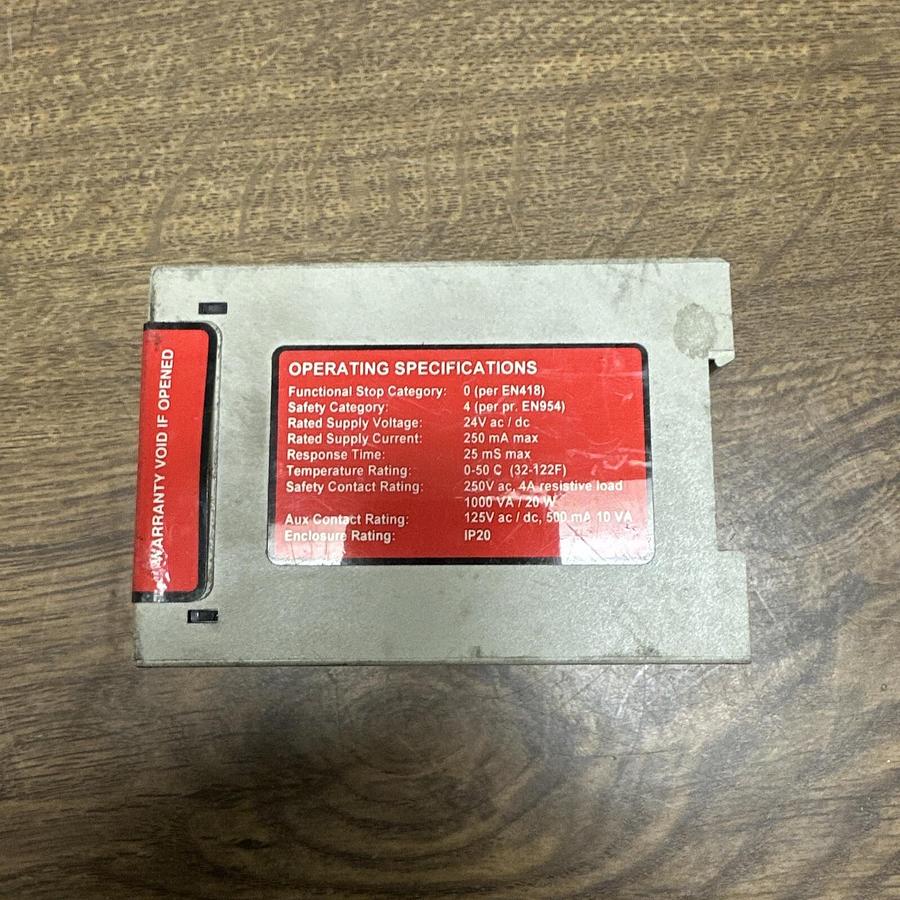 WARRANTY VOID IF OPENED
OPERATING SPECIFICATIONS
Functional Stop Category: 0 (per EN418)
Safety Category: 4 (per pr. EN954)
Rated Supply Voltage: 24V ac / dc
Rated Supply Current: 250 mA max
Response Time: 25 mS max
Temperature Rating: 0-50 C (32-122F)
Safety Contact Rating: 250V ac, 4A resistive load
1000 VA / 20 W
Aux Contact Rating: 125V ac / dc, 500 mA 10 VA
Enclosure Rating: IP20